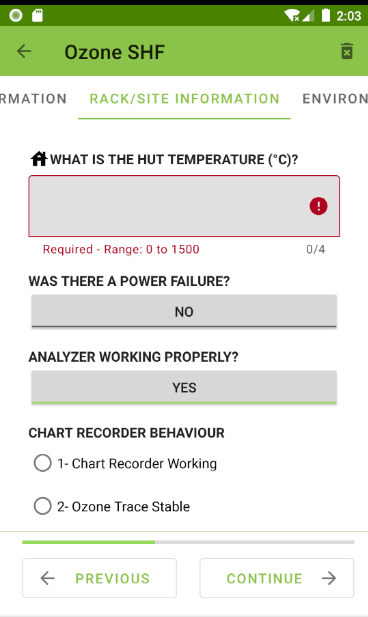 2:03
Ozone SHF
RMATION RACK/SITE INFORMATION ENVIRON
WHAT IS THE HUT TEMPERATURE (°C)?
Required - Range: 0 to 1500 0/4
WAS THERE A POWER FAILURE?
NO
ANALYZER WORKING PROPERLY?
YES
CHART RECORDER BEHAVIOUR
1- Chart Recorder Working
2- Ozone Trace Stable
PREVIOUS CONTINUE